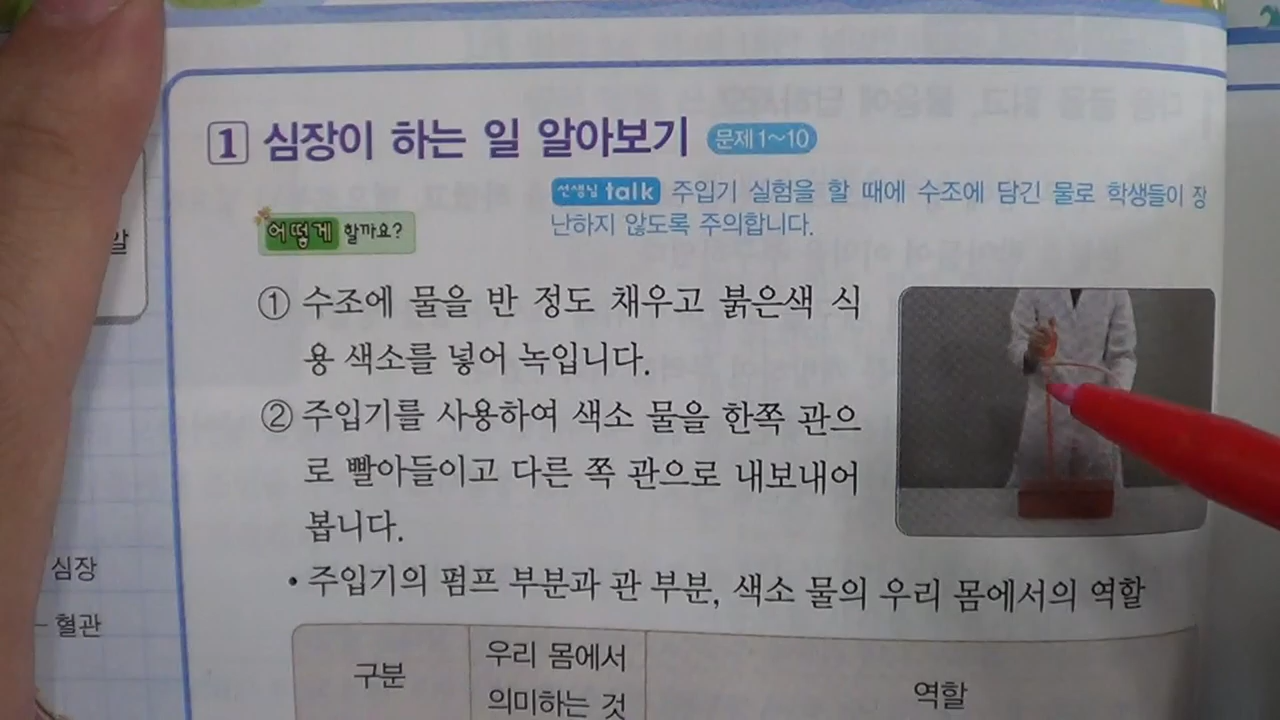 1 심장이 하는 일 알아보기 문제 1~10
선생님 talk 주입기 실험을 할 때에 수조에 담긴 물로 학생들이 장
난하지 않도록 주의합니다.
어떻게 할까요?
① 수조에 물을 반 정도 채우고 붉은색 식
용 색소를 넣어 녹입니다.
② 주입기를 사용하여 색소 물을 한쪽 관으
로 빨아들이고 다른 쪽 관으로 내보내어
봅니다.
• 주입기의 펌프 부분과 관 부분, 색소 물의 우리 몸에서의 역할
구분
우리 몸에서
의미하는 것
역할
심장
혈관